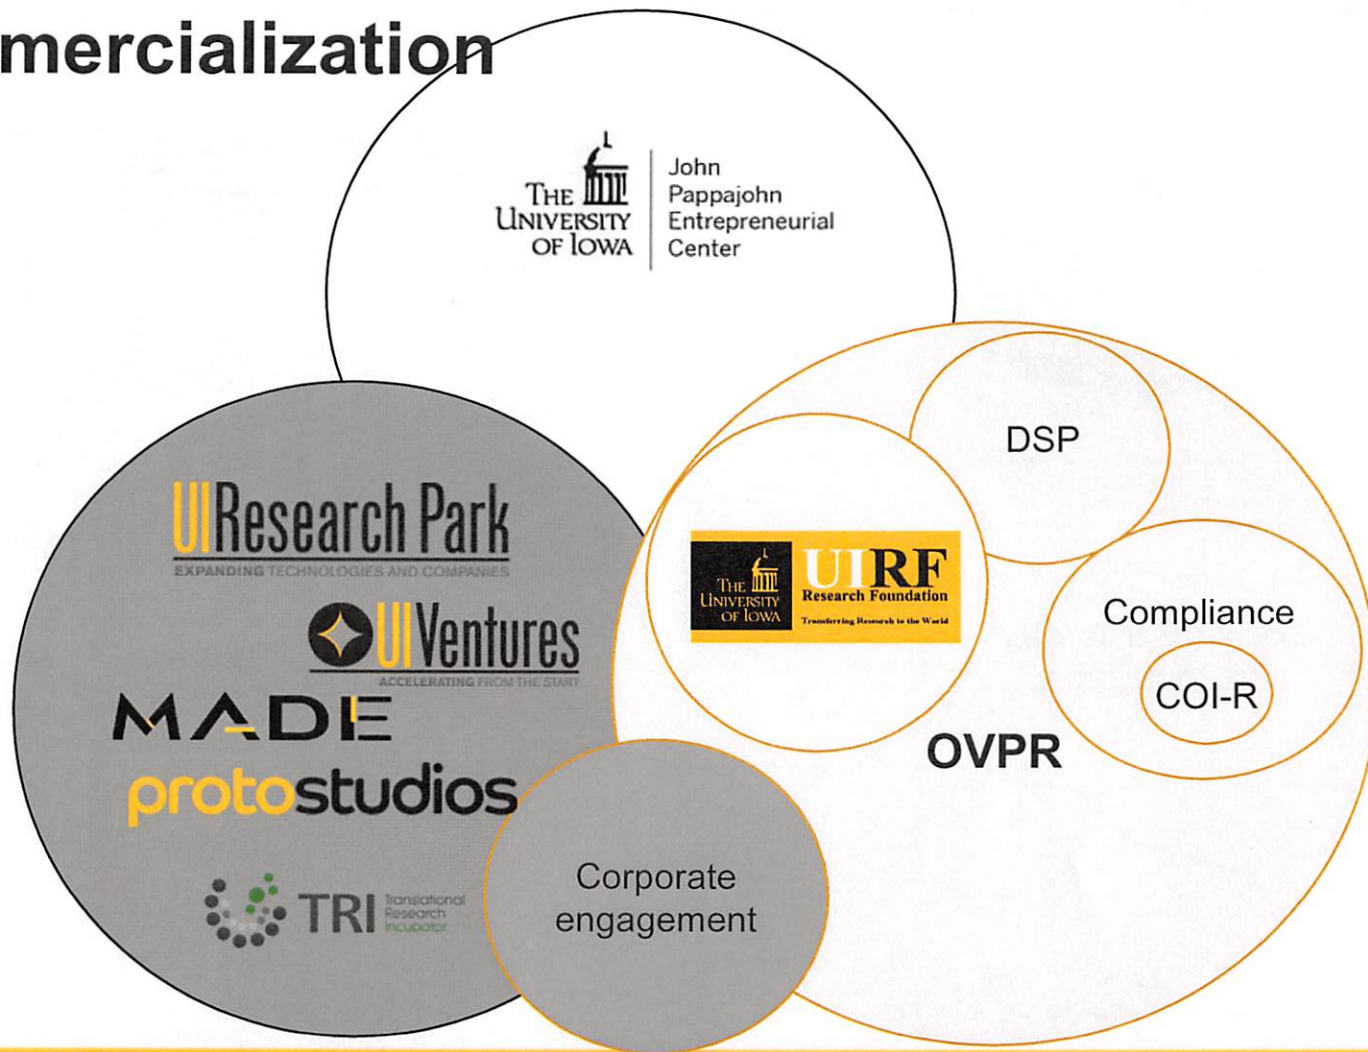 mercialization
THE
UNIVERSITY
OF IOWA
John
Pappajohn
Entrepreneurial
Center
UIResearch Park
EXPANDING TECHNOLOGIES AND COMPANIES
UIVentures
ACCELERATING FROM THE START
MADE
protostudios
TRI
Translational
Research
Incubator
Corporate
engagement
THE
UNIVERSITY
OF IOWA
UIRF
Research Foundation
Transferring Research to the World
DSP
Compliance
COI-R
OVPR